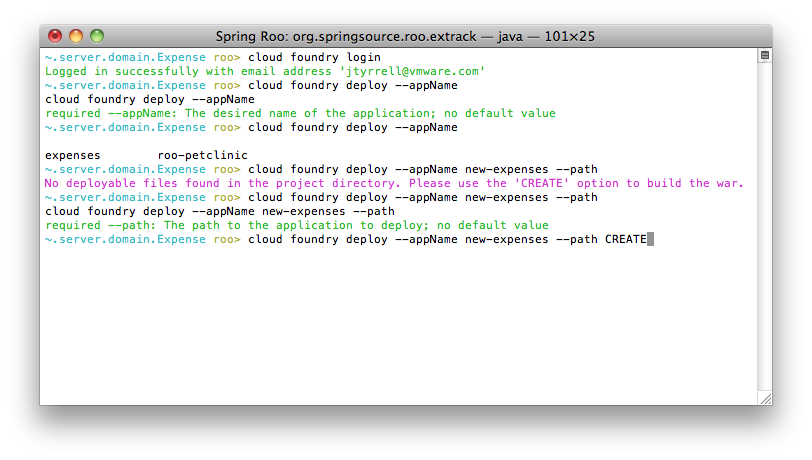 Spring Roo: org.springsource.roo.extrack — java — 101×25
~.server.domain.Expense roo> cloud foundry login
Logged in successfully with email address 'jtyrrell@vmware.com'
~.server.domain.Expense roo> cloud foundry deploy --appName
cloud foundry deploy --appName
required --appName: The desired name of the application; no default value
~.server.domain.Expense roo> cloud foundry deploy --appName
expenses        roo-petclinic
~.server.domain.Expense roo> cloud foundry deploy --appName new-expenses --path
No deployable files found in the project directory. Please use the 'CREATE' option to build the war.
~.server.domain.Expense roo> cloud foundry deploy --appName new-expenses --path
cloud foundry deploy --appName new-expenses --path
required --path: The path to the application to deploy; no default value
~.server.domain.Expense roo> cloud foundry deploy --appName new-expenses --path CREATE